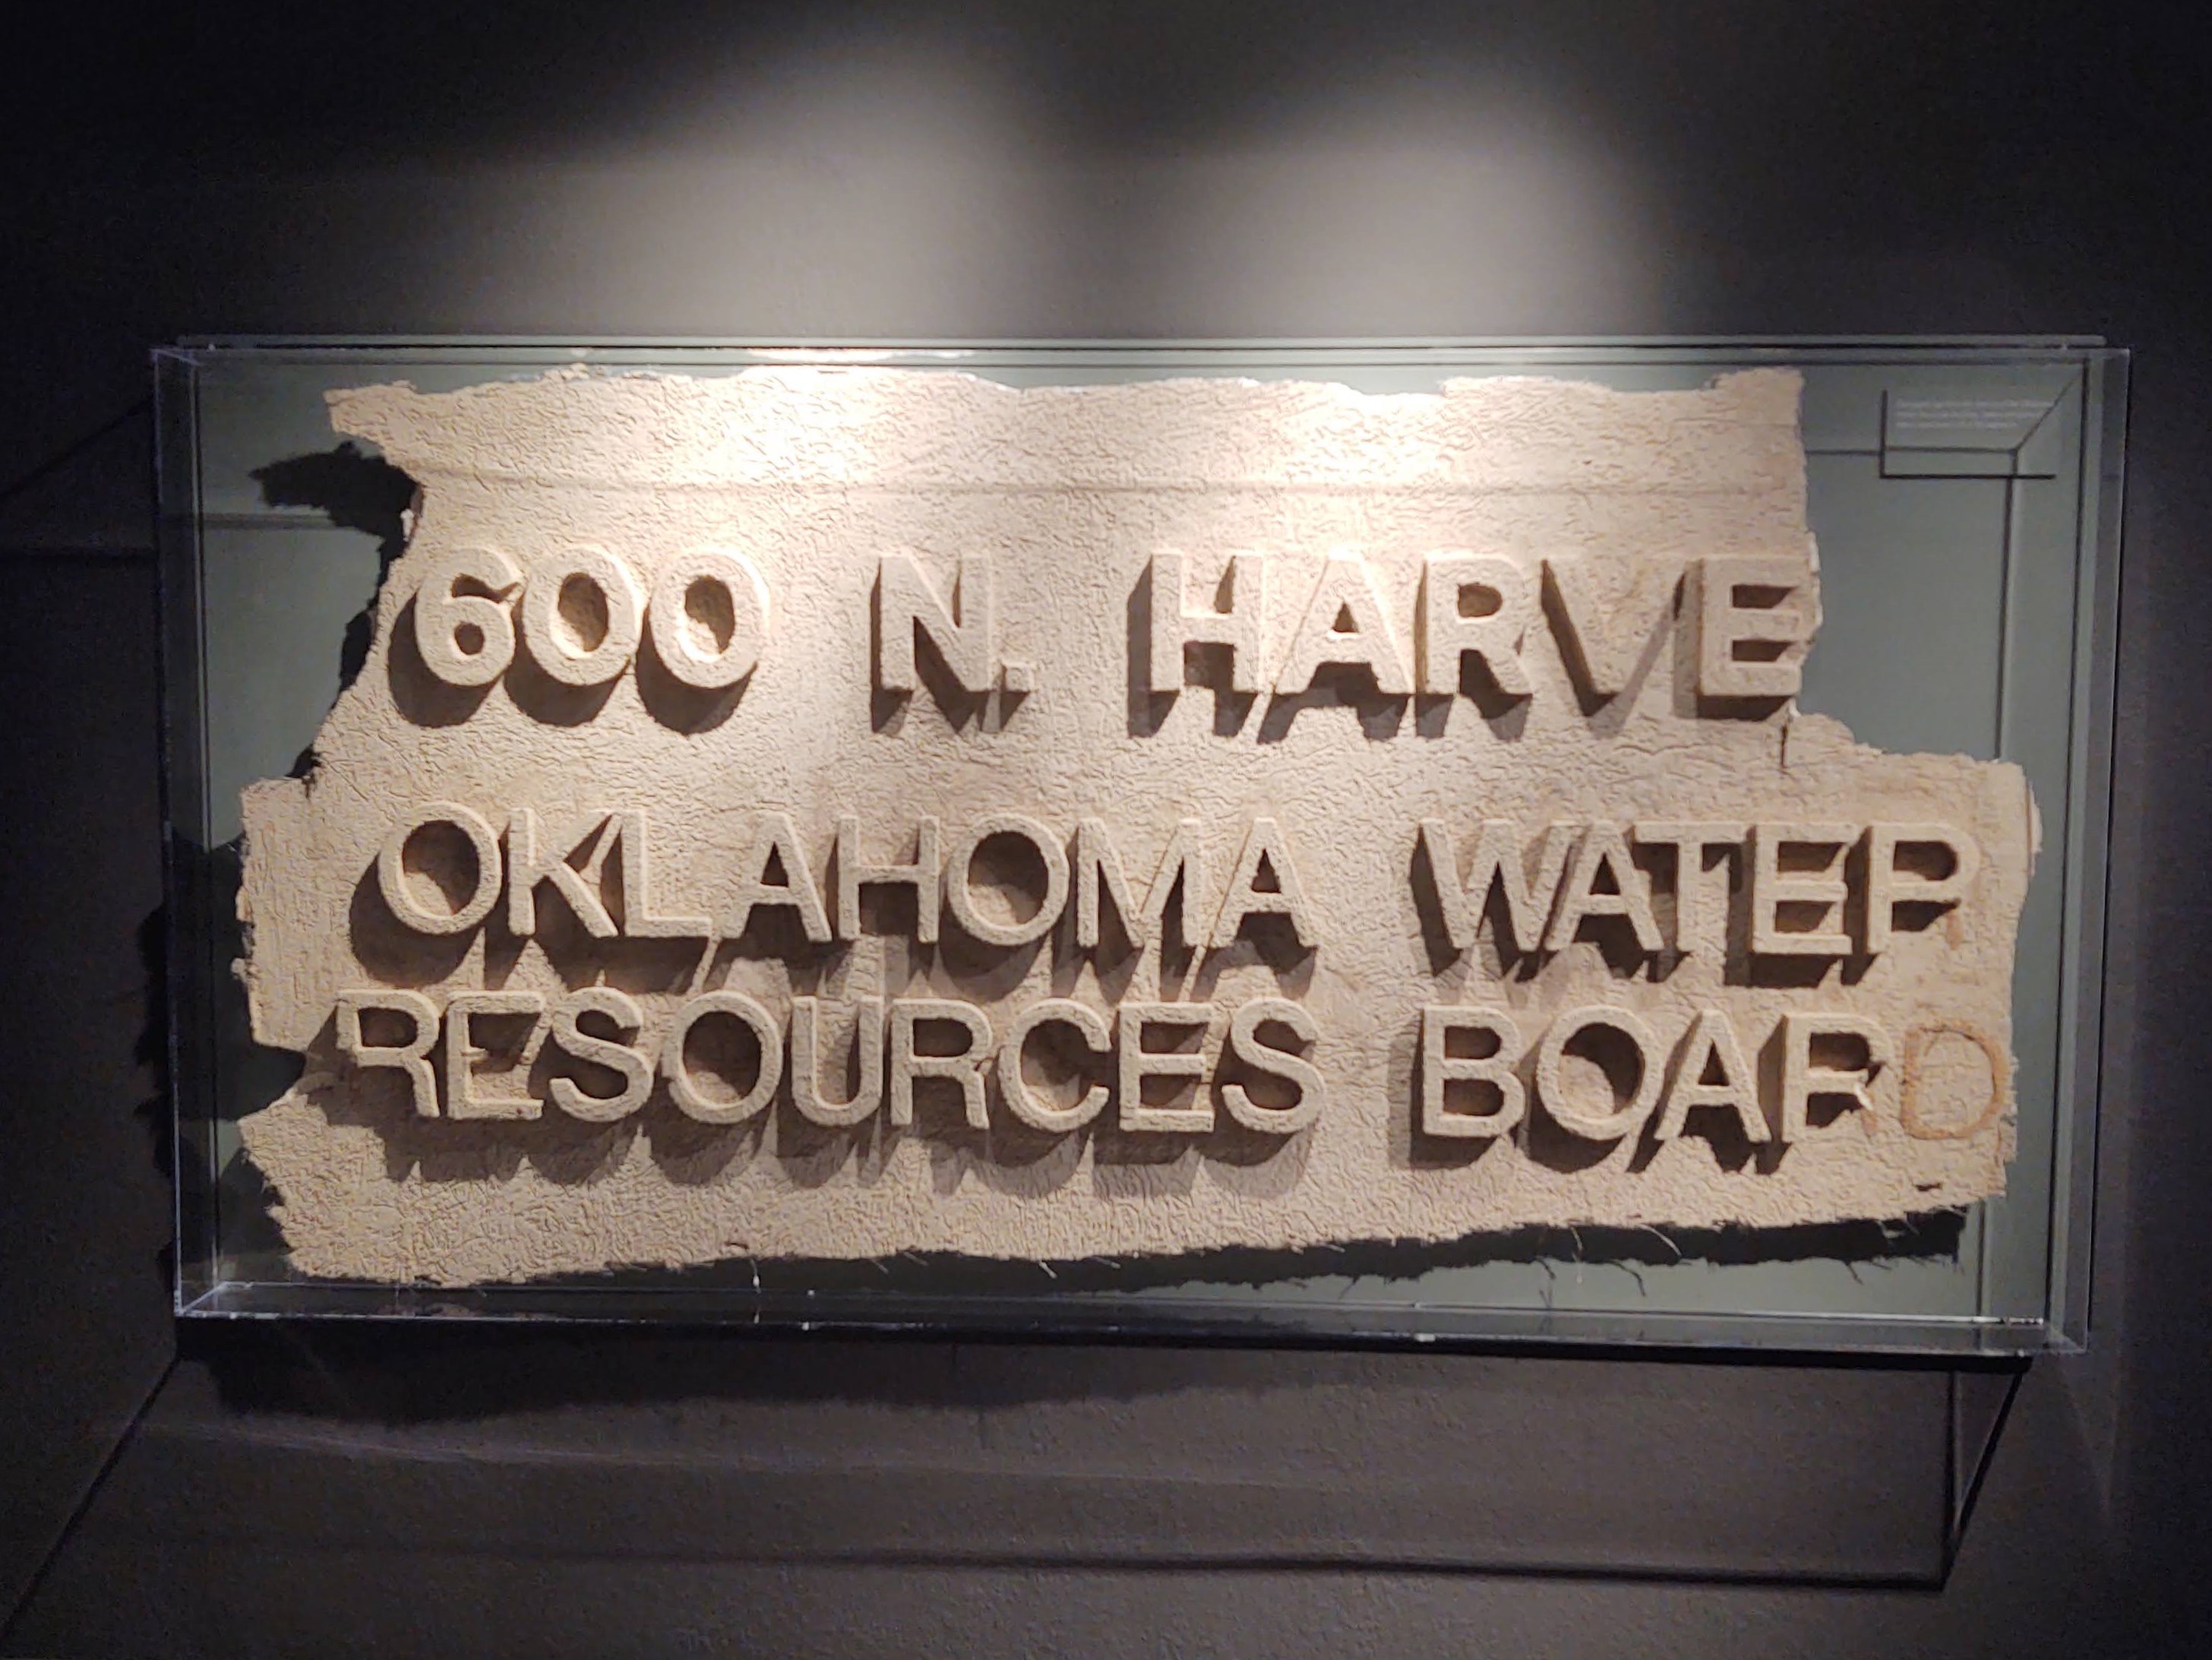 600 N. HARVE
OKLAHOMA WATER
RESOURCES BOARD